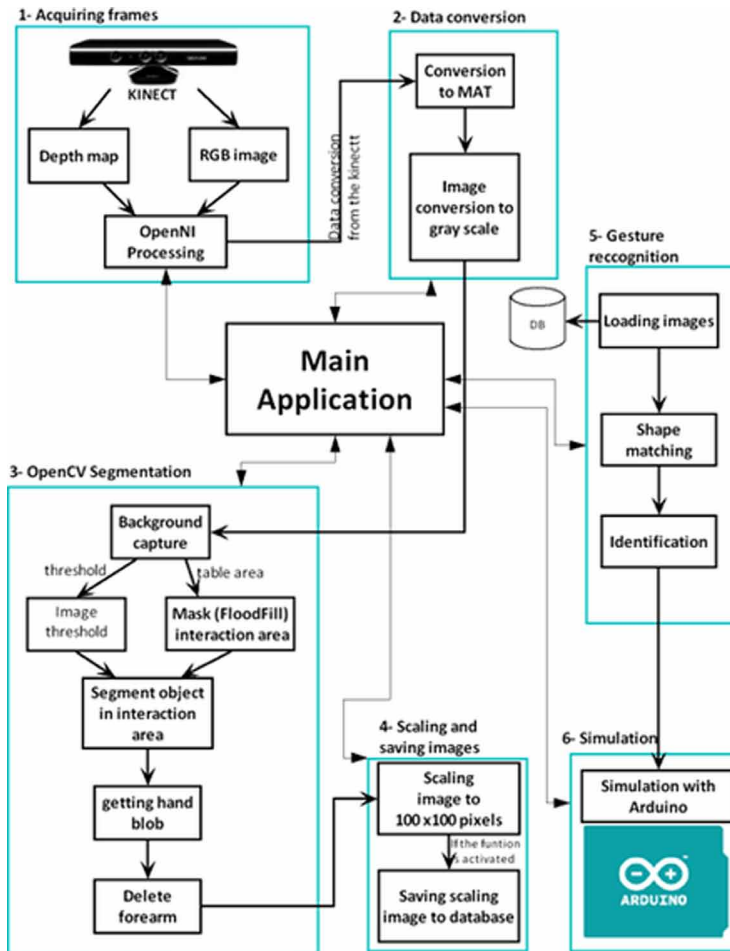 1- Acquiring frames
KINECT
Depth map
RGB image
OpenNI
Processing
Data conversion
from the kinectt
2- Data conversion
Conversion
to MAT
Image
conversion to
gray scale
Main
Application
3- OpenCV Segmentation
Background
capture
threshold
table area
Image
threshold
Mask (FloodFill)
interaction area
Segment object
in interaction
area
getting hand
blob
Delete
forearm
4- Scaling and
saving images
Scaling
image to
100 x100 pixels
If the funtion
is activated
Saving scaling
image to database
5- Gesture
reccognition
DB
Loading images
Shape
matching
Identification
6- Simulation
Simulation with
Arduino
ARDUINO